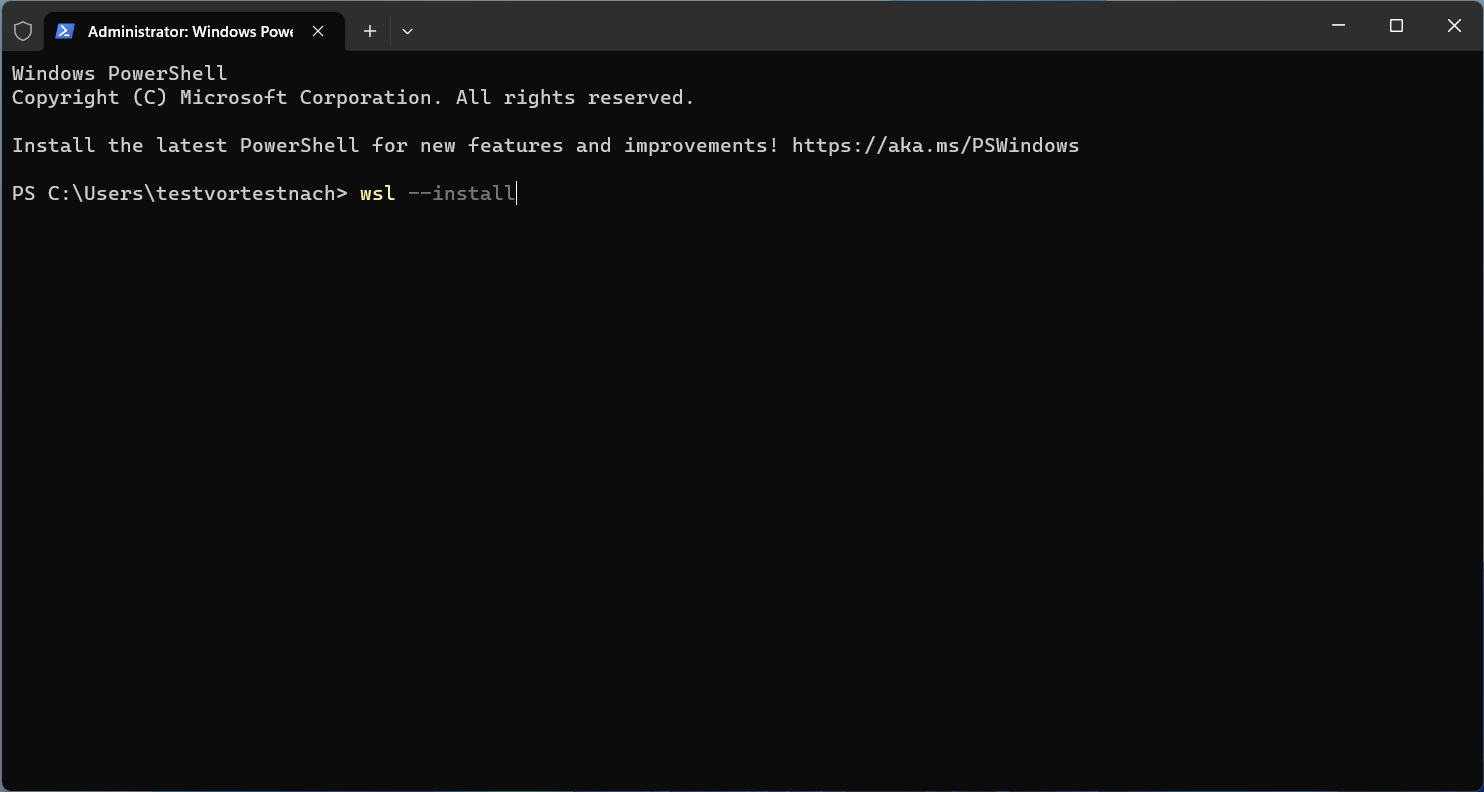 Administrator: Windows Powe
Windows PowerShell
Copyright (C) Microsoft Corporation. All rights reserved.
Install the latest PowerShell for new features and improvements! https://aka.ms/PSWindows
PS C:\Users\testvortestnach> wsl --install